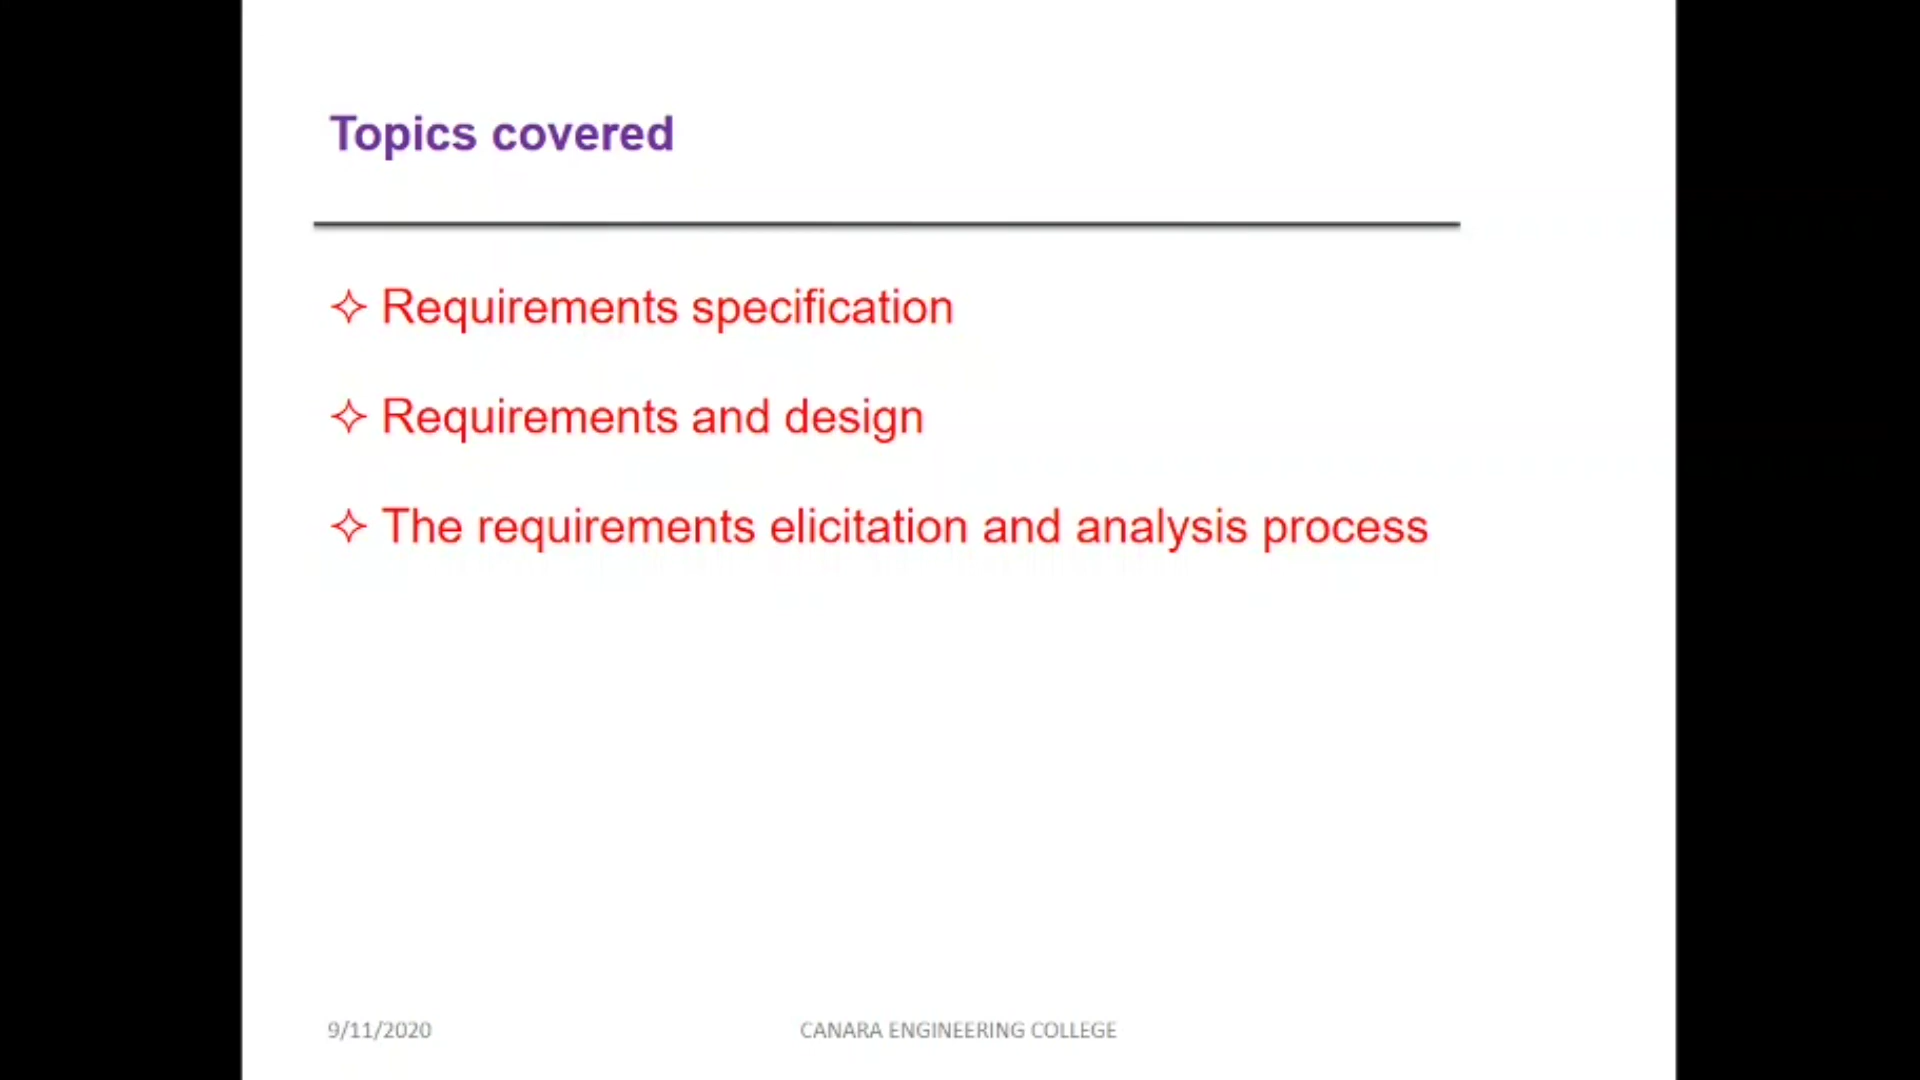 Topics covered
✧ Requirements specification
✧ Requirements and design
✧ The requirements elicitation and analysis process
9/11/2020
CANARA ENGINEERING COLLEGE